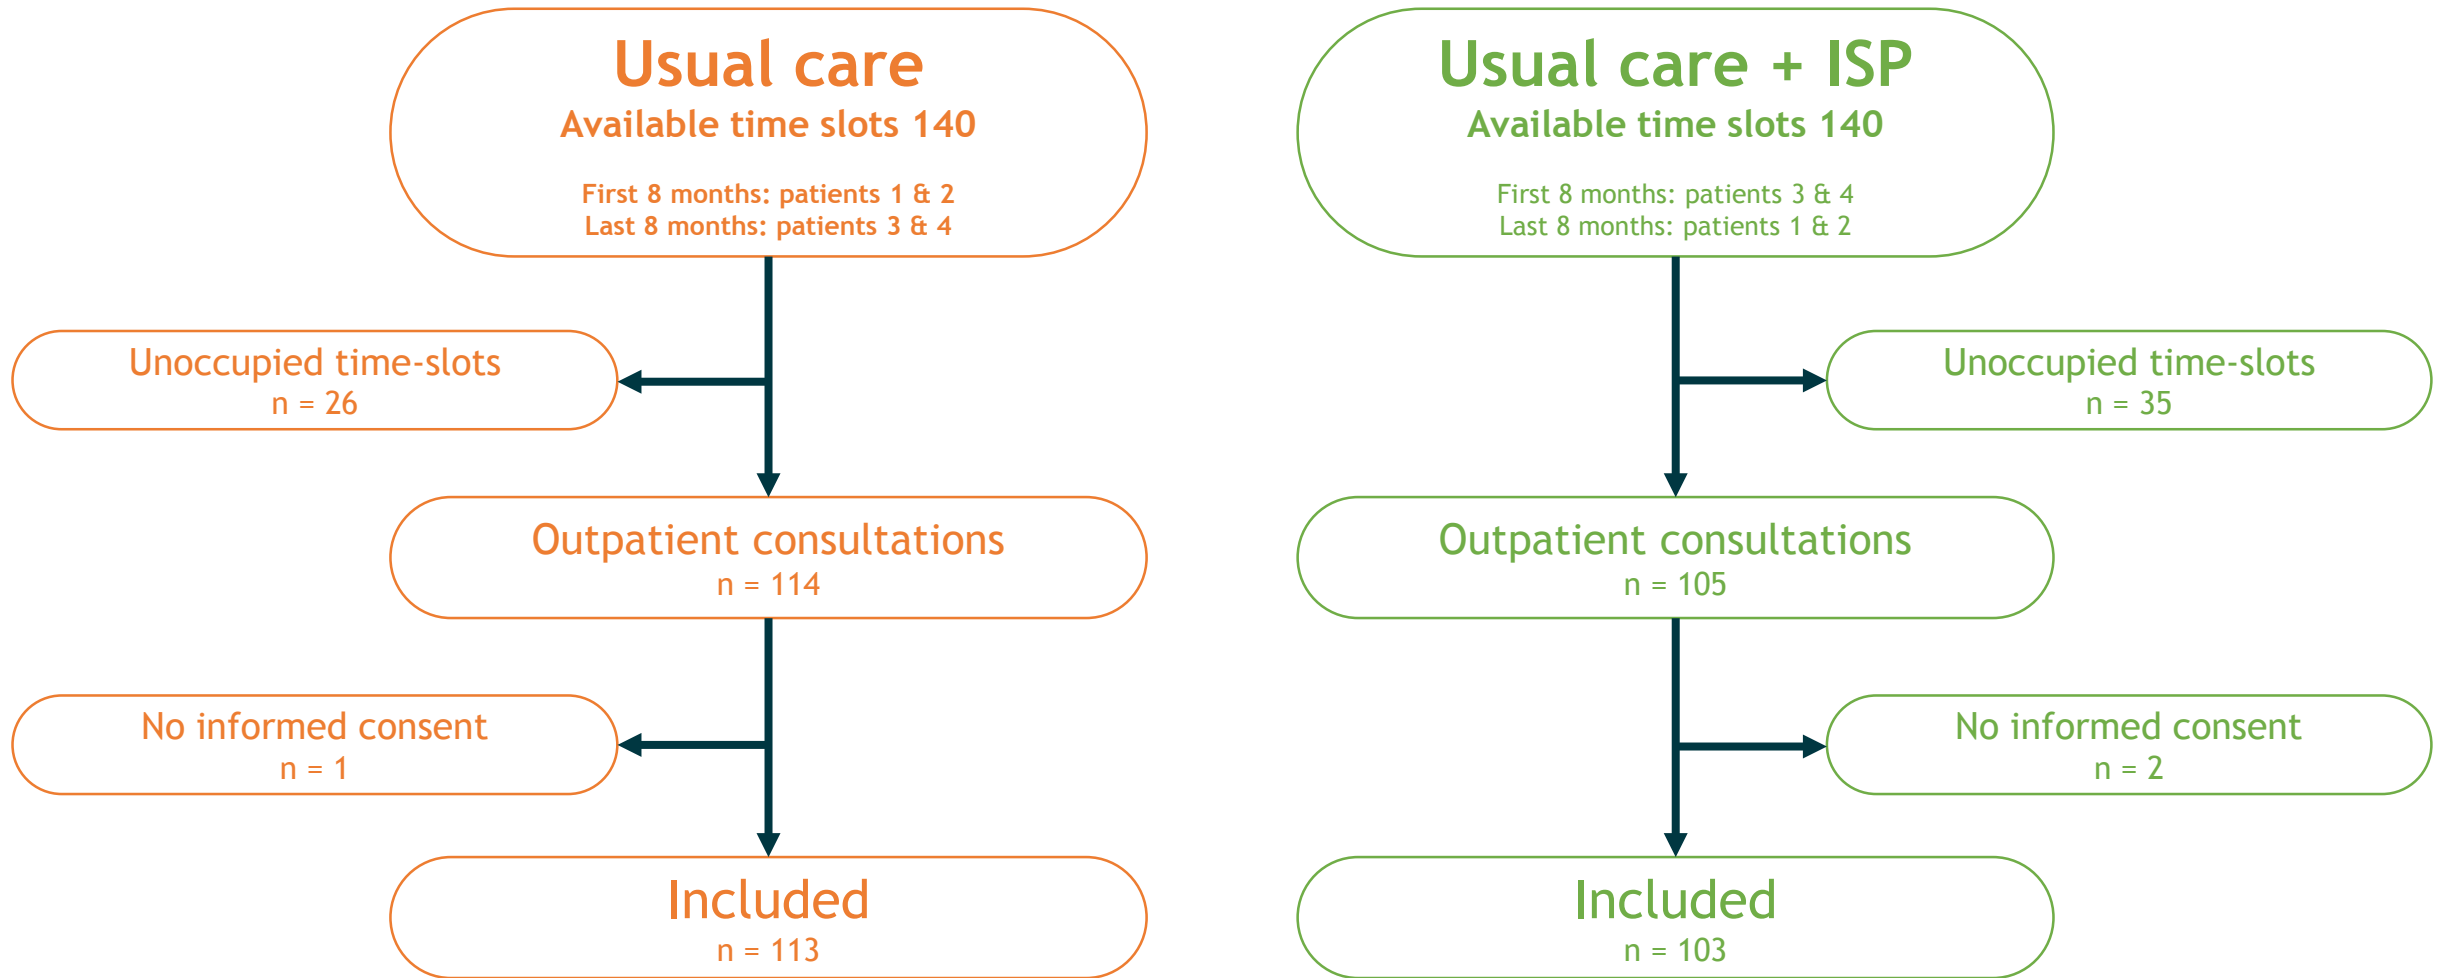 Usual care
Available time slots 140
First 8 months: patients 1 & 2
Last 8 months: patients 3 & 4
Unoccupied time-slots
n = 26
Outpatient consultations
n = 114
No informed consent
n = 1
Included
n = 113
Usual care + ISP
Available time slots 140
First 8 months: patients 3 & 4
Last 8 months: patients 1 & 2
Unoccupied time-slots
n = 35
Outpatient consultations
n = 105
No informed consent
n = 2
Included
n = 103